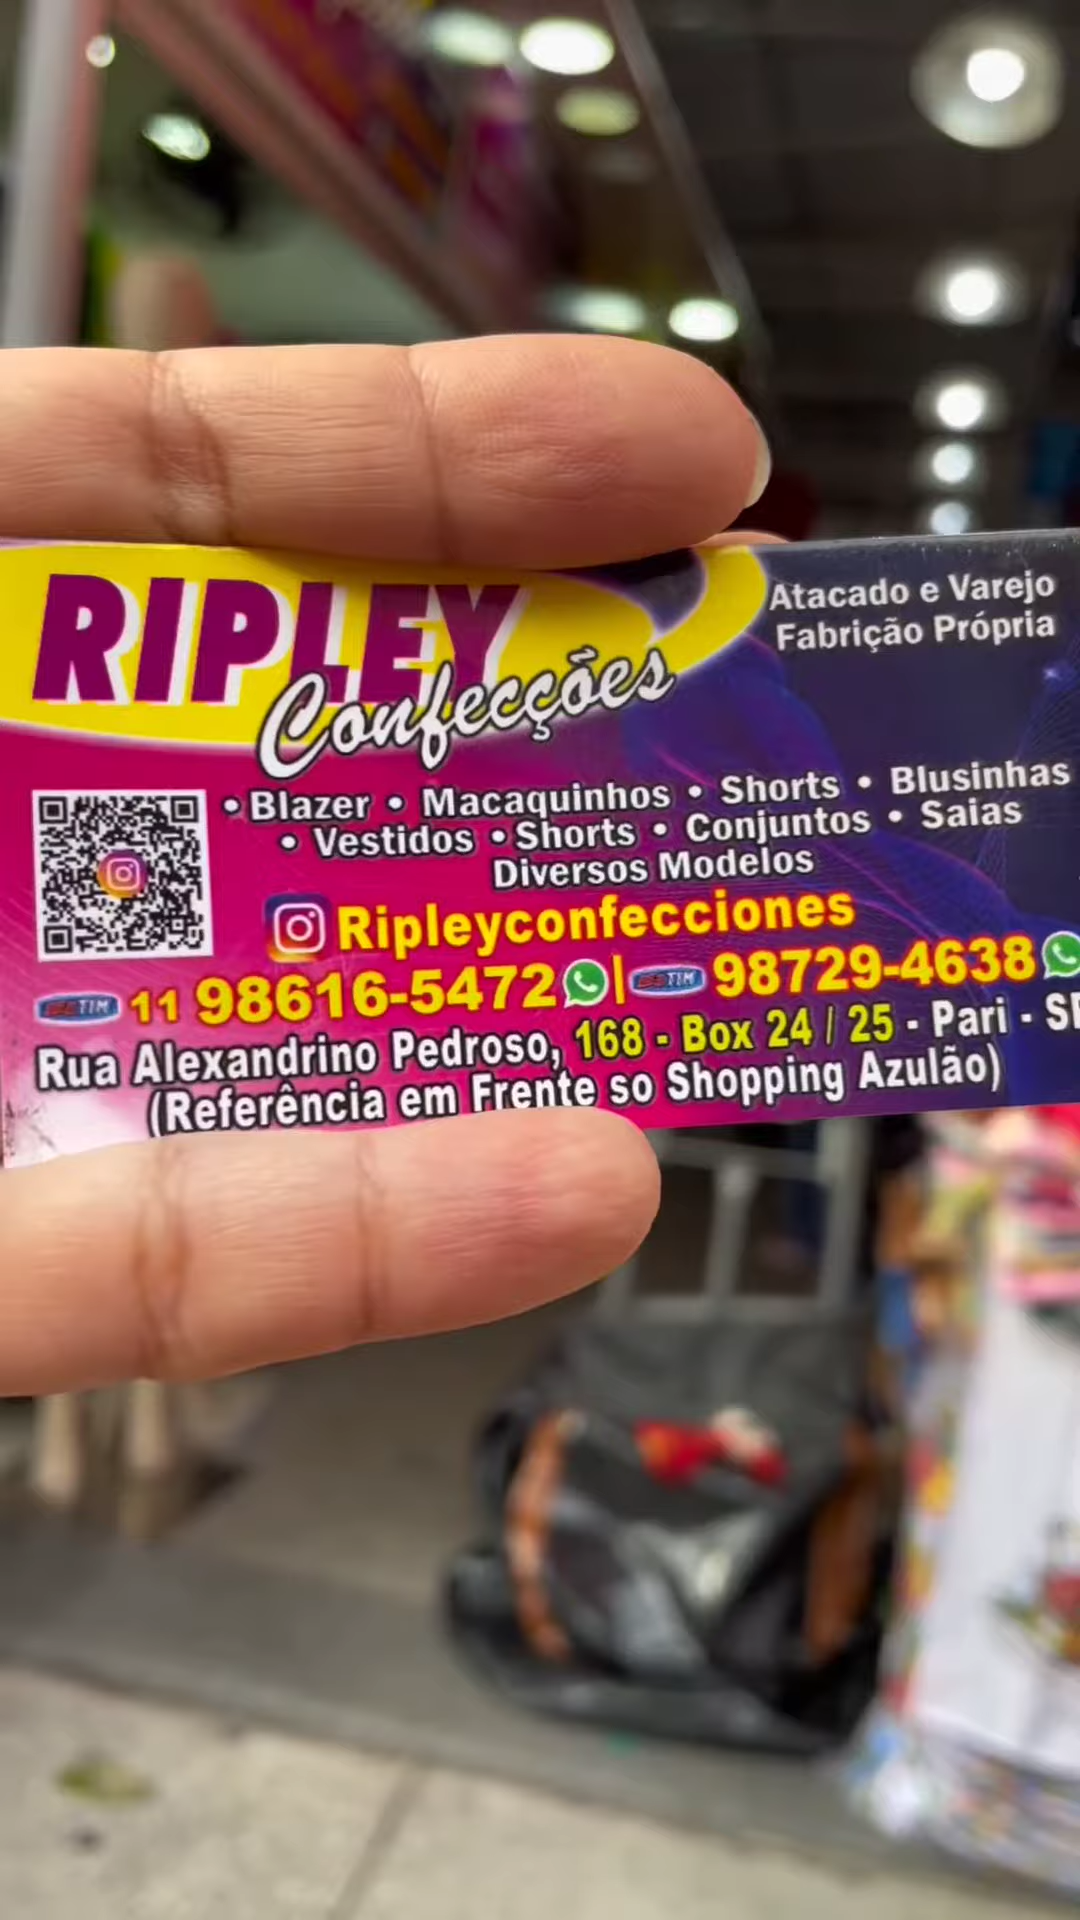 RIPLEY
Confecções
Atacado e Varejo
Fabrição Própria
• Blazer • Macaquinhos • Shorts • Blusinhas
• Vestidos • Shorts • Conjuntos • Saias
Diversos Modelos
Ripleyconfecciones
TIM 11 98616-5472 | TIM 98729-4638
Rua Alexandrino Pedroso, 168 - Box 24 / 25 - Pari - SP
(Referência em Frente so Shopping Azulão)